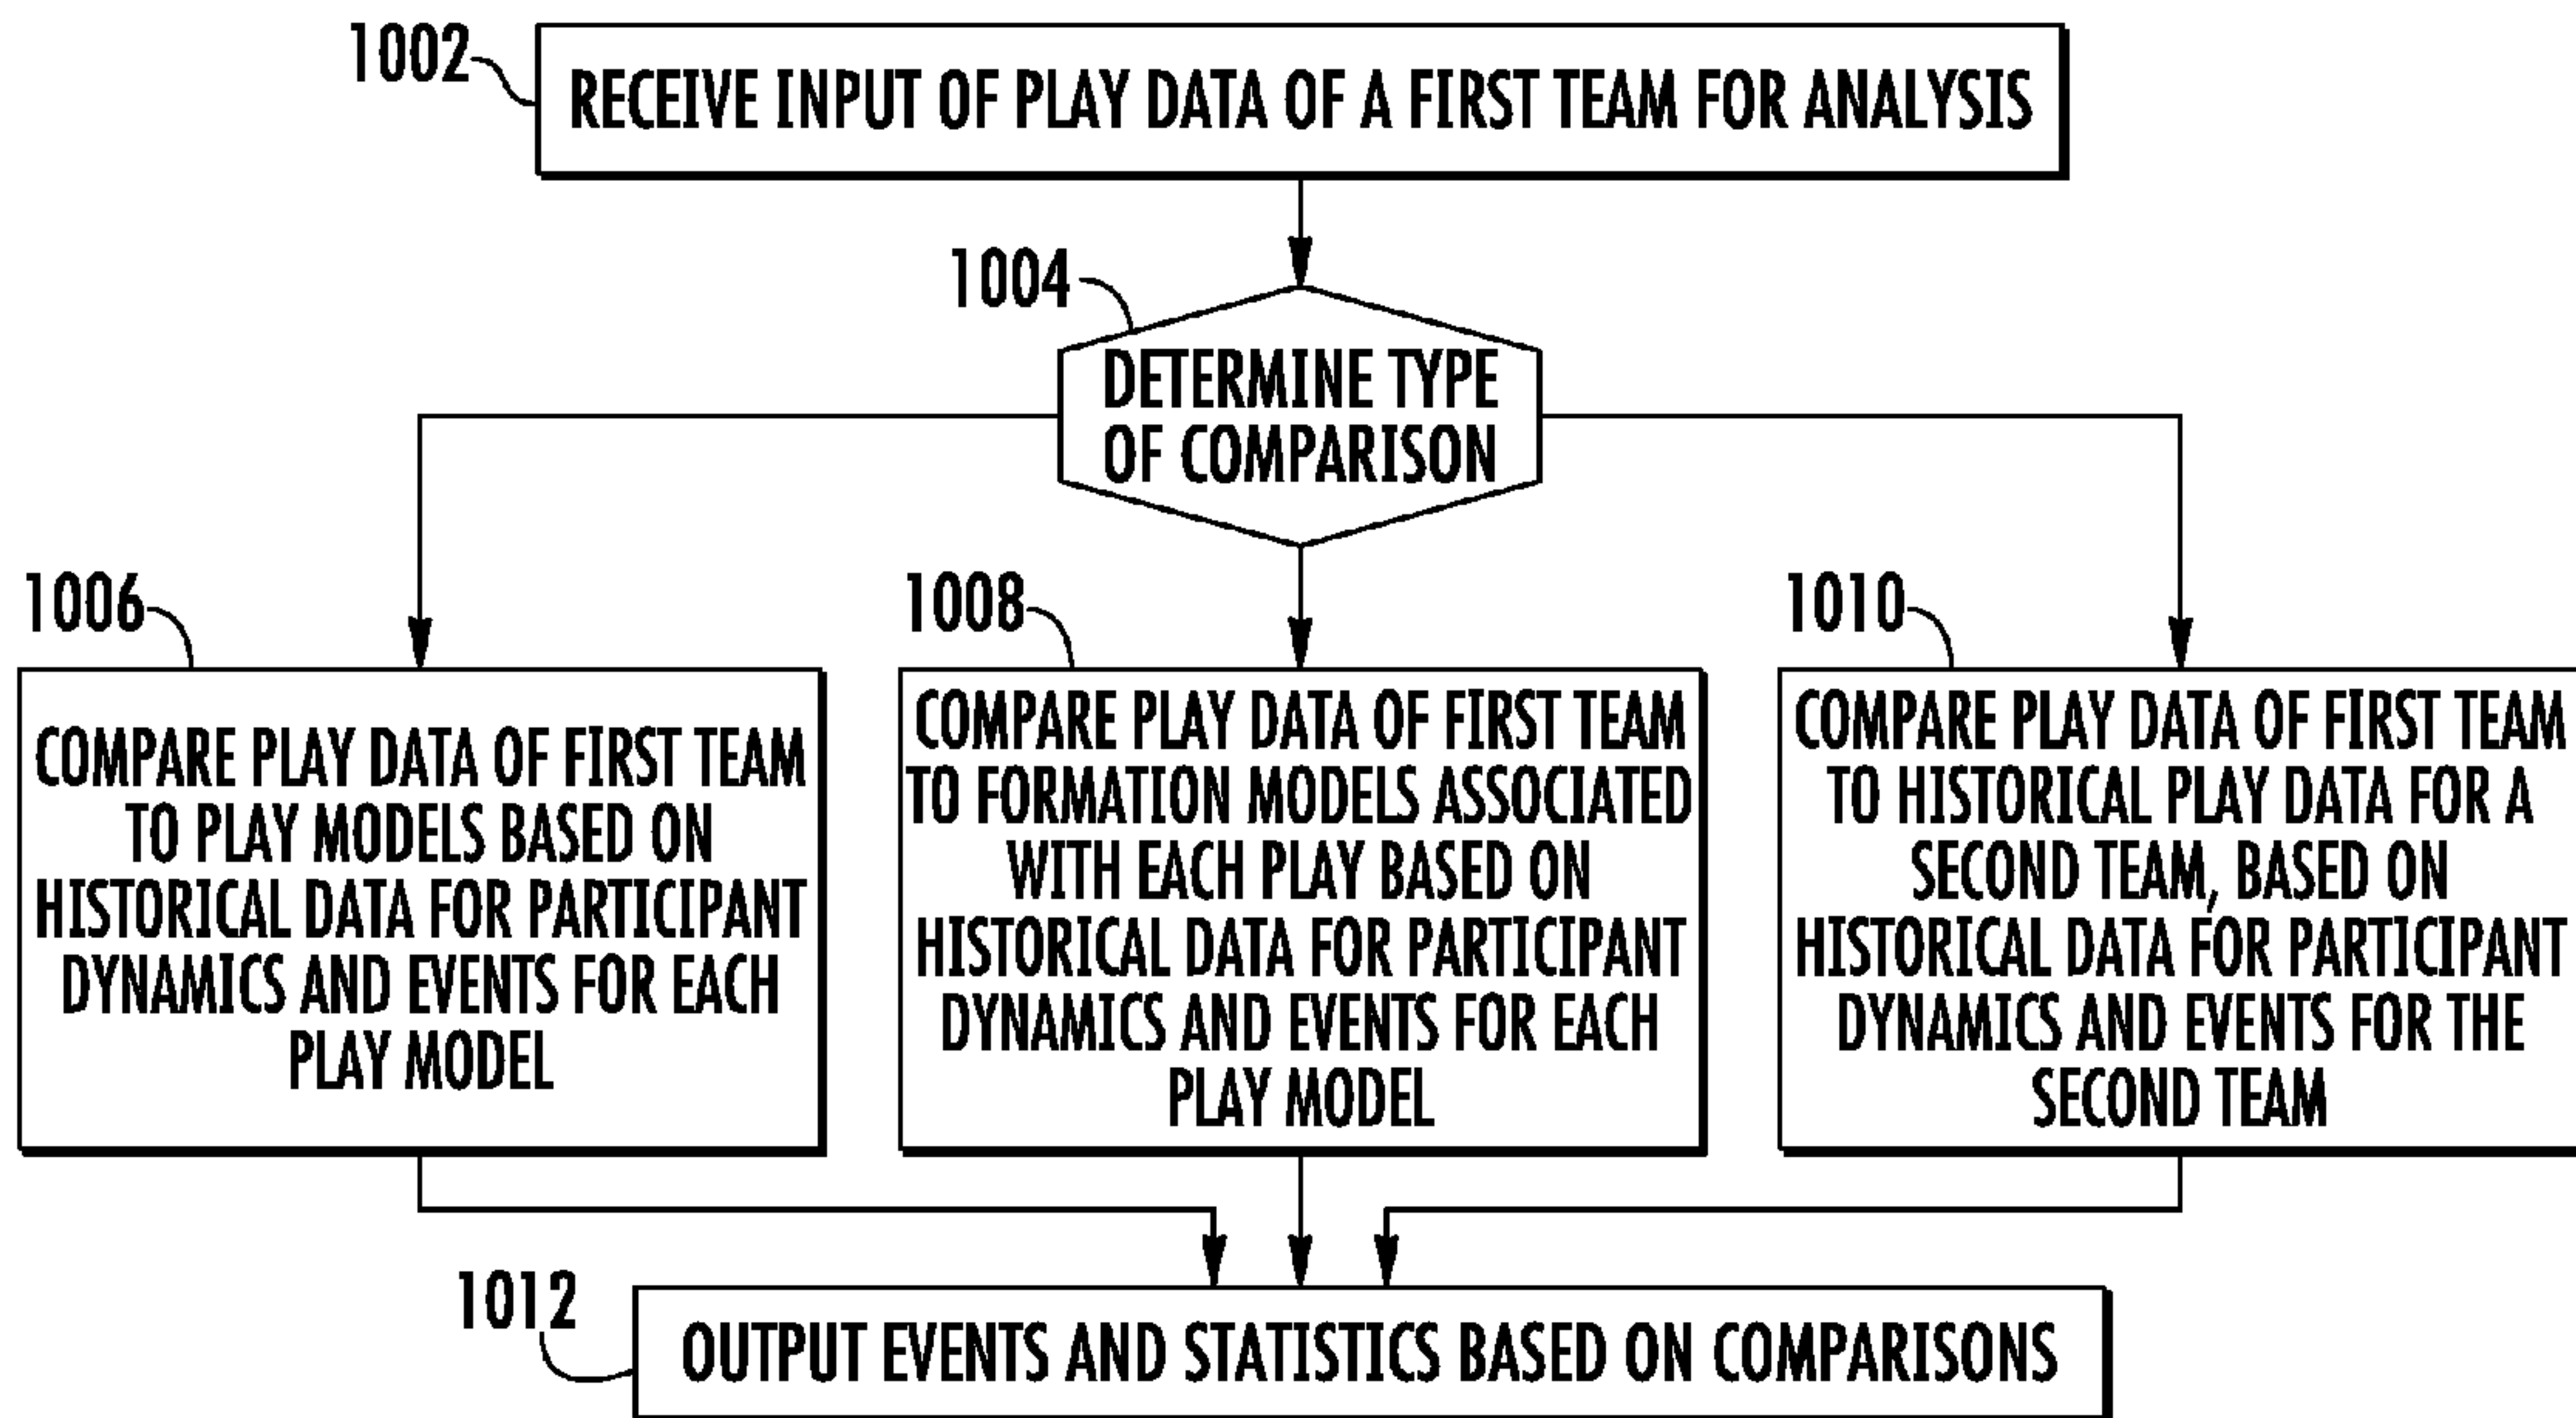 1002
RECEIVE INPUT OF PLAY DATA OF A FIRST TEAM FOR ANALYSIS
1004
DETERMINE TYPE
OF COMPARISON
1006
COMPARE PLAY DATA OF FIRST TEAM
TO PLAY MODELS BASED ON
HISTORICAL DATA FOR PARTICIPANT
DYNAMICS AND EVENTS FOR EACH
PLAY MODEL
1008
COMPARE PLAY DATA OF FIRST TEAM
TO FORMATION MODELS ASSOCIATED
WITH EACH PLAY BASED ON
HISTORICAL DATA FOR PARTICIPANT
DYNAMICS AND EVENTS FOR EACH
PLAY MODEL
1010
COMPARE PLAY DATA OF FIRST TEAM
TO HISTORICAL PLAY DATA FOR A
SECOND TEAM, BASED ON
HISTORICAL DATA FOR PARTICIPANT
DYNAMICS AND EVENTS FOR THE
SECOND TEAM
1012
OUTPUT EVENTS AND STATISTICS BASED ON COMPARISONS